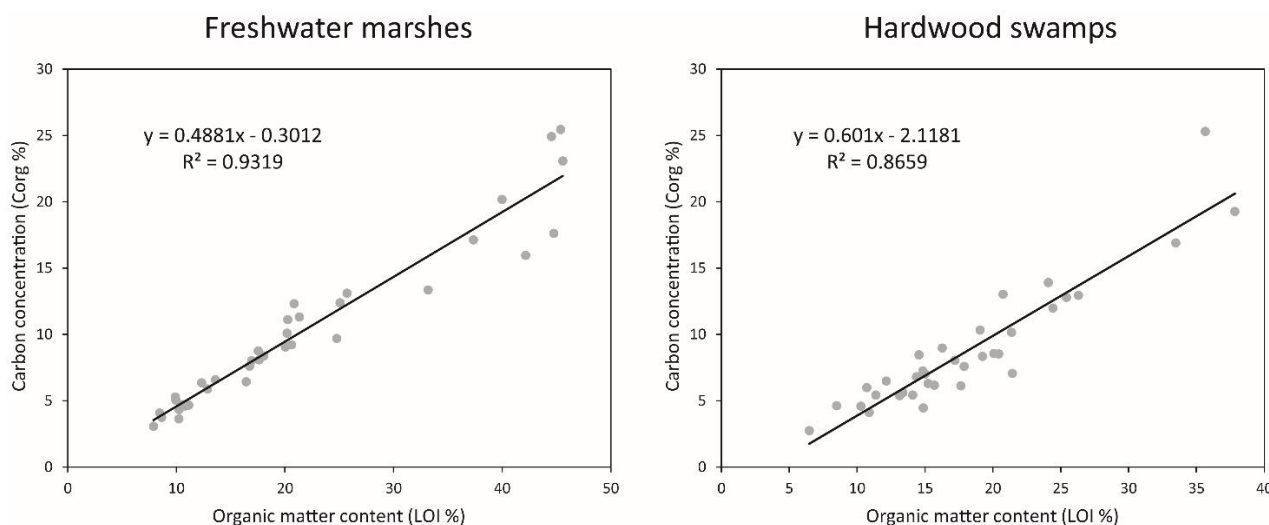 Freshwater marshes
30
25
20
15
10
5
0
y = 0.4881x - 0.3012
R² = 0.9319
Carbon concentration (Corg %)
0 10 20 30 40 50
Organic matter content (LOI %)
Hardwood swamps
30
25
20
15
10
5
0
y = 0.601x - 2.1181
R² = 0.8659
Carbon concentration (Corg %)
0 5 10 15 20 25 30 35 40
Organic matter content (LOI %)